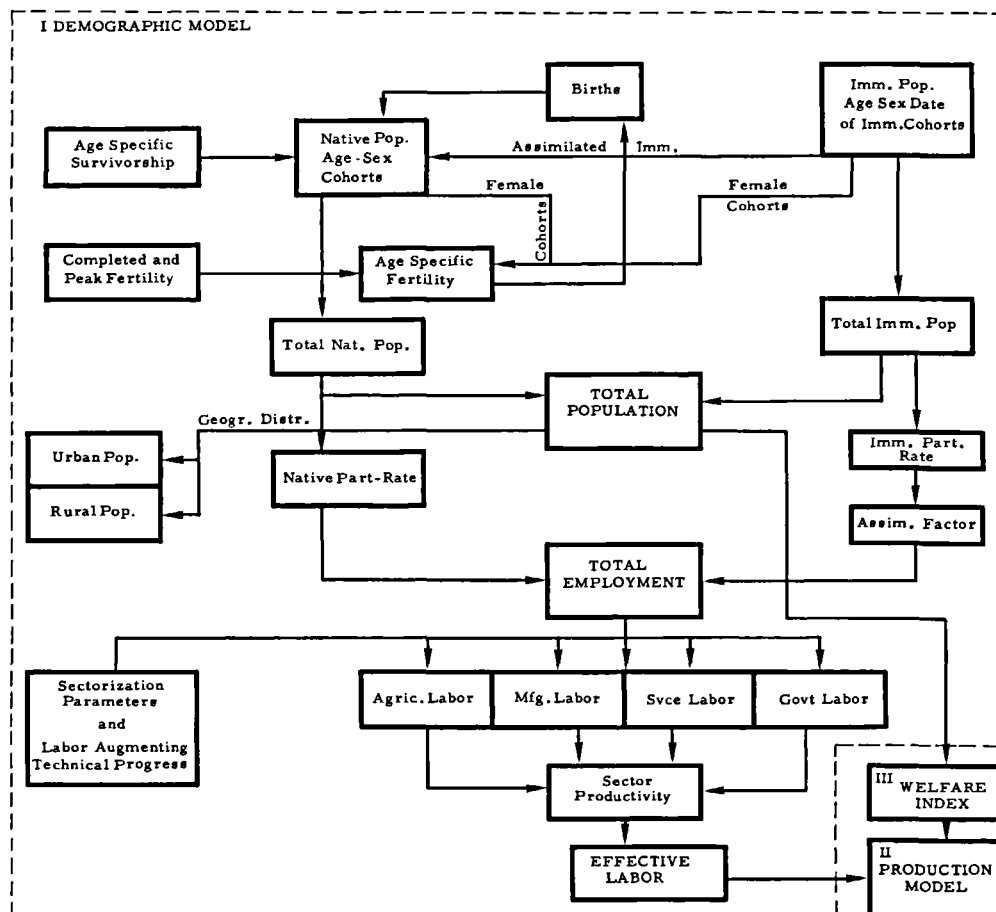 I DEMOGRAPHIC MODEL
Births
Imm. Pop.
Age Sex Date
of Imm. Cohorts
Age Specific
Survivorship
Native Pop.
Age-Sex
Cohorts
Assimilated Imm.
Female
Cohorts
Female
Cohorts
Completed and
Peak Fertility
Age Specific
Fertility
Total Nat. Pop.
Total Imm. Pop
TOTAL
POPULATION
Geogr. Distr.
Urban Pop.
Rural Pop.
Native Part-Rate
Imm. Part.
Rate
Assim. Factor
TOTAL
EMPLOYMENT
Sectorization
Parameters
and
Labor Augmenting
Technical Progress
Agric. Labor
Mfg. Labor
Svce Labor
Govt Labor
Sector
Productivity
III WELFARE
INDEX
EFFECTIVE
LABOR
II
PRODUCTION
MODEL